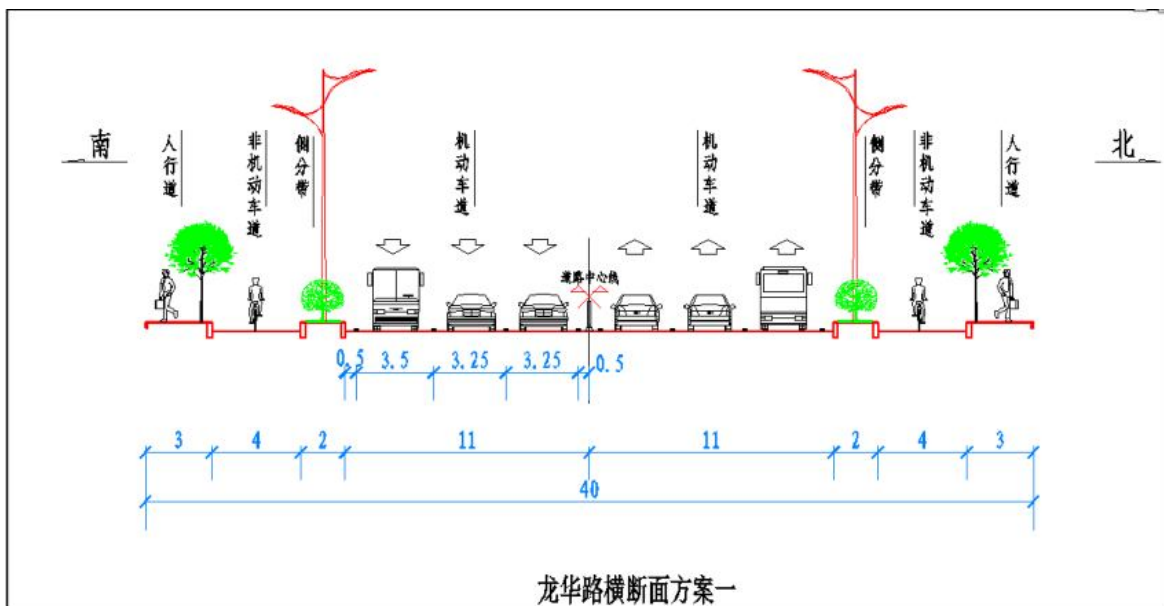 南
人行道
非机动车道
侧分带
机动车道
机动车道
侧分带
非机动车道
人行道
北
道路中心线
0.5 3.5 3.25 3.25 0.5
3 4 2 11 11 2 4 3
40
龙华路横断面方案一